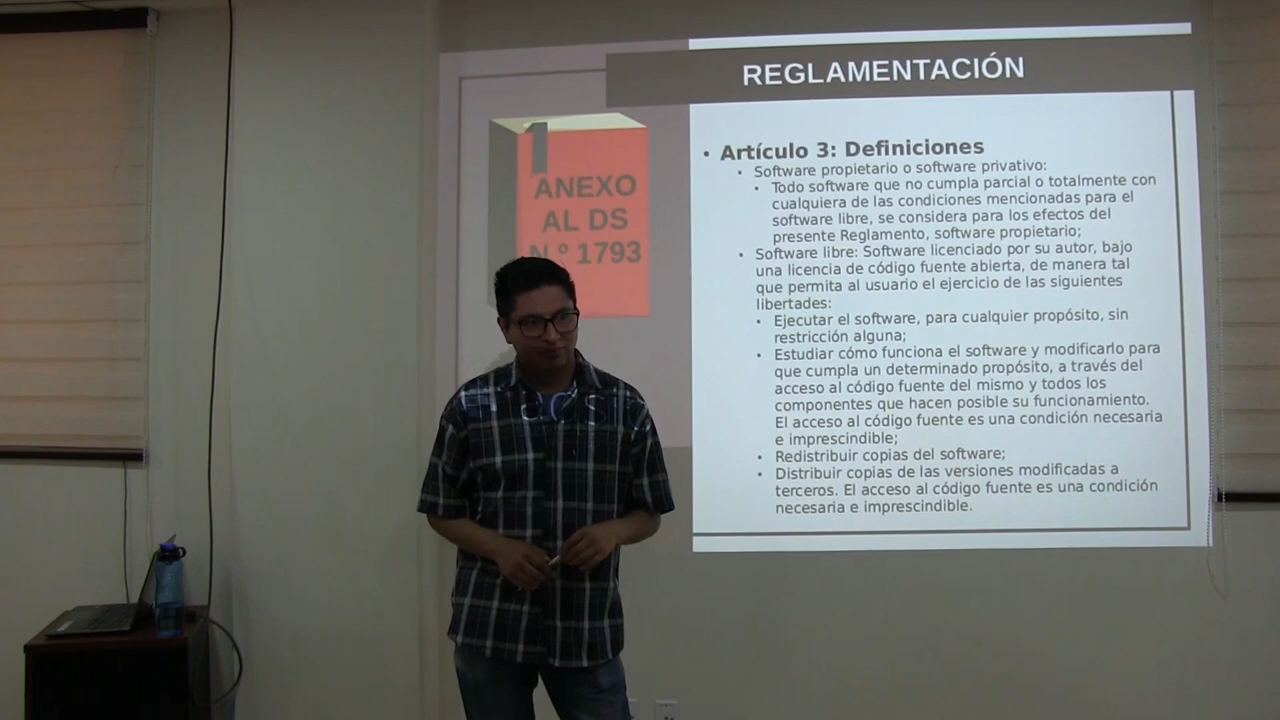 REGLAMENTACIÓN
1
ANEXO
AL DS
N.º 1793
• Artículo 3: Definiciones
• Software propietario o software privativo:
• Todo software que no cumpla parcial o totalmente con
cualquiera de las condiciones mencionadas para el
software libre, se considera para los efectos del
presente Reglamento, software propietario;
• Software libre: Software licenciado por su autor, bajo
una licencia de código fuente abierta, de manera tal
que permita al usuario el ejercicio de las siguientes
libertades:
• Ejecutar el software, para cualquier propósito, sin
restricción alguna;
• Estudiar cómo funciona el software y modificarlo para
que cumpla un determinado propósito, a través del
acceso al código fuente del mismo y todos los
componentes que hacen posible su funcionamiento.
El acceso al código fuente es una condición necesaria
e imprescindible;
• Redistribuir copias del software;
• Distribuir copias de las versiones modificadas a
terceros. El acceso al código fuente es una condición
necesaria e imprescindible.